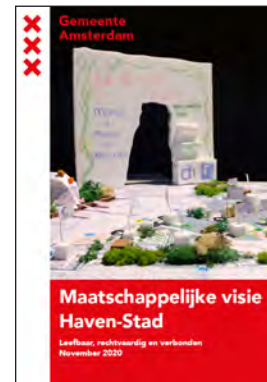 Gemeente
Amsterdam
Maatschappelijke visie
Haven-Stad
Leefbaar, rechtvaardig en verbonden
November 2020